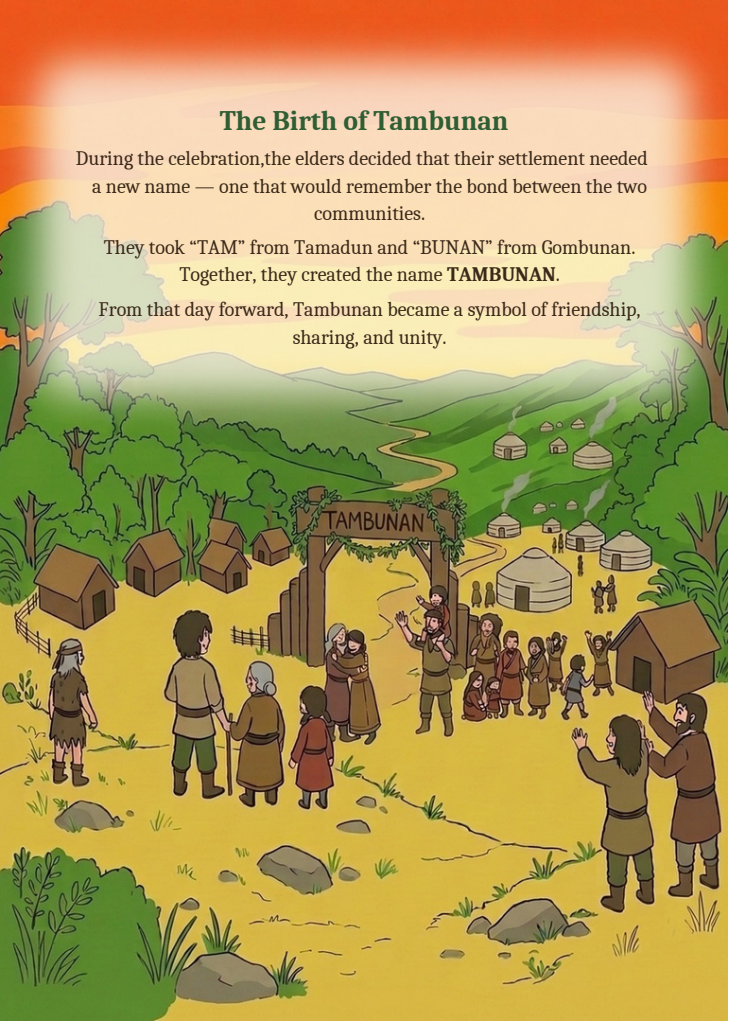 The Birth of Tambunan
During the celebration,the elders decided that their settlement needed
a new name — one that would remember the bond between the two
communities.
They took “TAM” from Tamadun and “BUNAN” from Gombunan.
Together, they created the name TAMBUNAN.
From that day forward, Tambunan became a symbol of friendship,
sharing, and unity.
TAMBUNAN